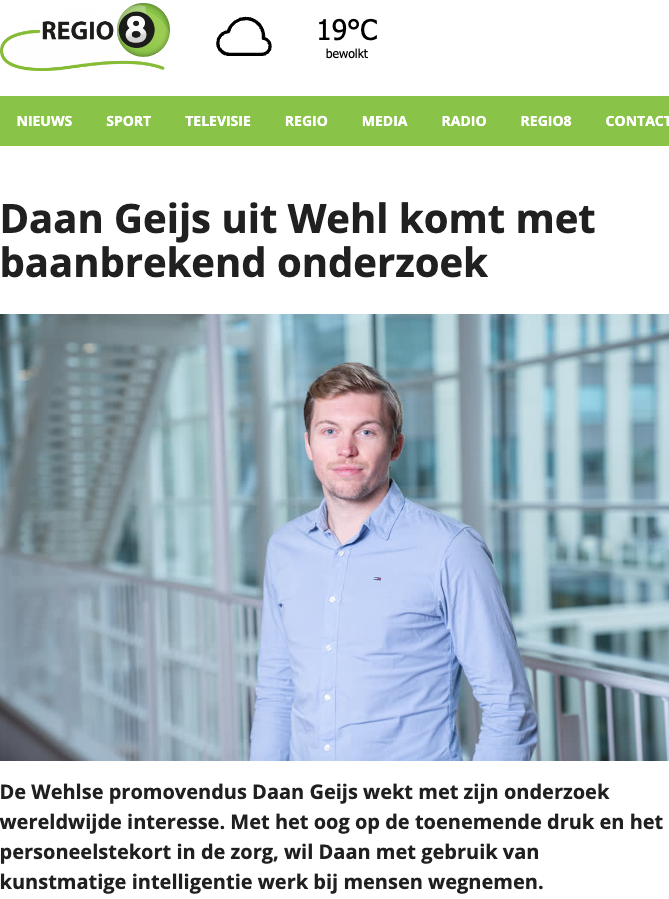 REGIO 8
19°C
bewolkt
NIEUWS SPORT TELEVISIE REGIO MEDIA RADIO REGIO8 CONTACT
Daan Geijs uit Wehl komt met
baanbrekend onderzoek
De Wehlse promovendus Daan Geijs wekt met zijn onderzoek
wereldwijde interesse. Met het oog op de toenemende druk en het
personeelstekort in de zorg, wil Daan met gebruik van
kunstmatige intelligentie werk bij mensen wegnemen.